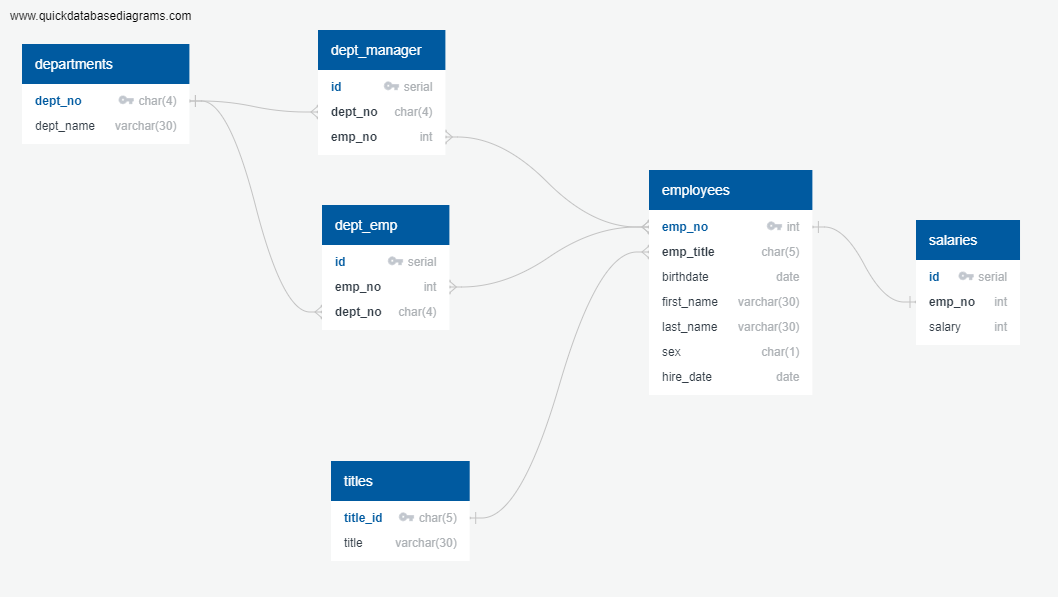 www.quickdatabasediagrams.com
departments
dept_no char(4)
dept_name varchar(30)
dept_manager
id serial
dept_no char(4)
emp_no int
dept_emp
id serial
emp_no int
dept_no char(4)
employees
emp_no int
emp_title char(5)
birthdate date
first_name varchar(30)
last_name varchar(30)
sex char(1)
hire_date date
salaries
id serial
emp_no int
salary int
titles
title_id char(5)
title varchar(30)